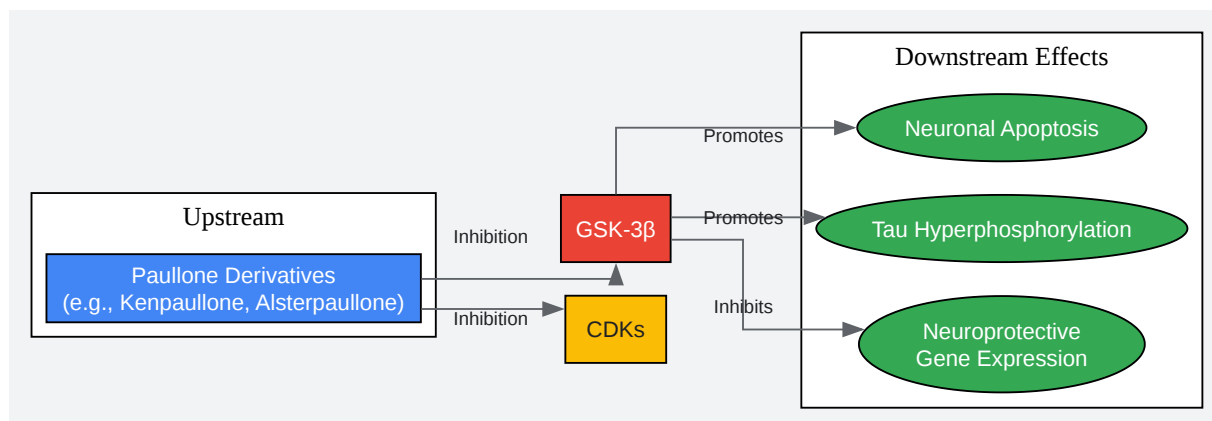 Upstream
Paullone Derivatives
(e.g., Kenpaullone, Alsterpaullone)
Inhibition
Inhibition
GSK-3β
CDKs
Promotes
Promotes
Inhibits
Downstream Effects
Neuronal Apoptosis
Tau Hyperphosphorylation
Neuroprotective
Gene Expression